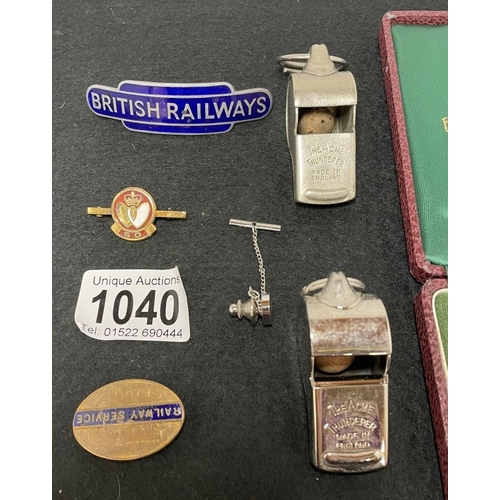 BRITISH RAILWAYS
THE ACME
THUNDERER
MADE IN
ENGLAND
Unique Auctions
1040
Tel: 01522 690444
RAILWAY SERVICE
THE ACME
THUNDERER
MADE IN
ENGLAND